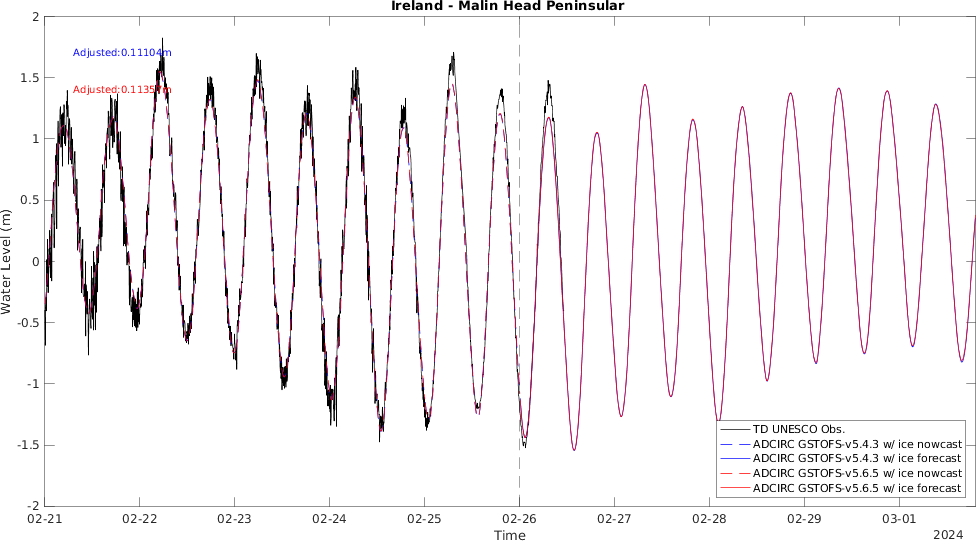 Ireland - Malin Head Peninsular
2
1.5
1
0.5
0
-0.5
-1
-1.5
-2
Water Level (m)
Adjusted:0.11104m
Adjusted:0.11357m
TD UNESCO Obs.
ADCIRC GSTOFS-v5.4.3 w/ ice nowcast
ADCIRC GSTOFS-v5.4.3 w/ ice forecast
ADCIRC GSTOFS-v5.6.5 w/ ice nowcast
ADCIRC GSTOFS-v5.6.5 w/ ice forecast
02-21 02-22 02-23 02-24 02-25 02-26 02-27 02-28 02-29 03-01
Time
2024